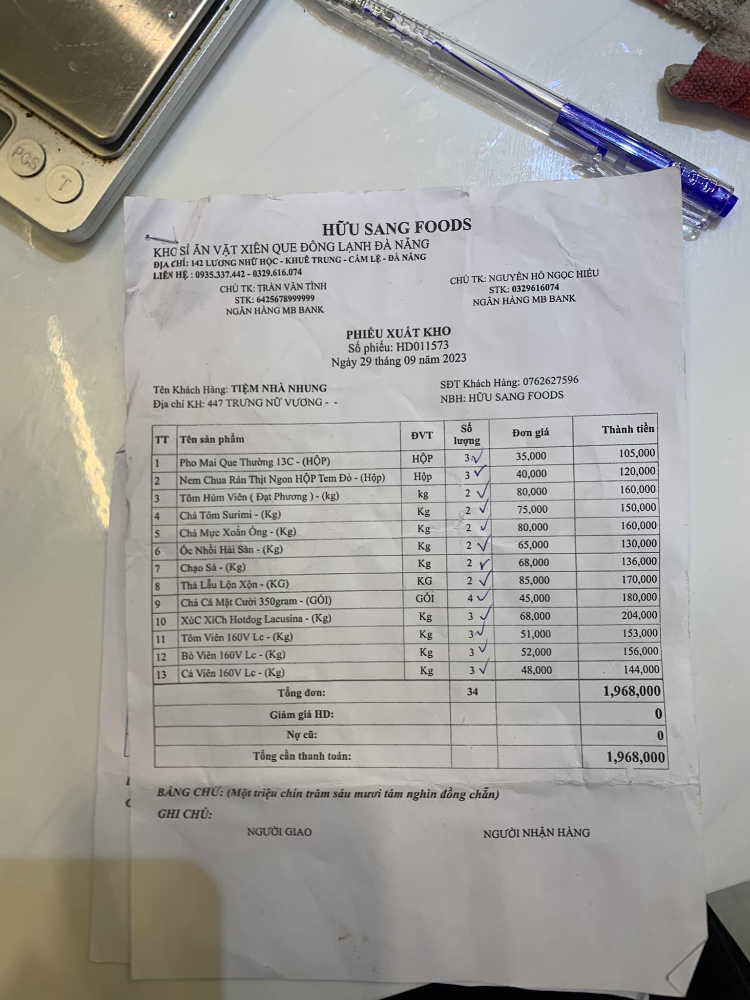 PCS
T
HỮU SANG FOODS
KHO SỈ ĂN VẶT XIÊN QUE ĐÔNG LẠNH ĐÀ NẴNG
ĐỊA CHỈ: 142 LƯƠNG NHỮ HỘC - KHUÊ TRUNG - CẨM LỆ - ĐÀ NẴNG
LIÊN HỆ : 0935.337.442 - 0329.616.074
CHỦ TK: TRẦN VĂN TÌNH CHỦ TK: NGUYỄN HỒ NGỌC HIẾU
STK: 6425678999999 STK: 0329616074
NGÂN HÀNG MB BANK NGÂN HÀNG MB BANK
PHIẾU XUẤT KHO
Số phiếu: HD011573
Ngày 29 tháng 09 năm 2023
Tên Khách Hàng: TIỆM NHÀ NHUNG SĐT Khách Hàng: 0762627596
Địa chỉ KH: 447 TRƯNG NỮ VƯƠNG - - NBH: HỮU SANG FOODS
TT Tên sản phẩm ĐVT Số lượng Đơn giá Thành tiền
1 Pho Mai Que Thường 13C - (HỘP) HỘP 3 35,000 105,000
2 Nem Chua Rán Thịt Ngon HỘP Tem Đỏ - (Hộp) Hộp 3 40,000 120,000
3 Tôm Hùm Viên ( Đạt Phương ) - (kg) kg 2 80,000 160,000
4 Chả Tôm Surimi - (Kg) Kg 2 75,000 150,000
5 Chả Mực Xoắn Ống - (Kg) Kg 2 80,000 160,000
6 Ốc Nhồi Hải Sản - (Kg) Kg 2 65,000 130,000
7 Chạo Sả - (Kg) Kg 2 68,000 136,000
8 Thả Lẩu Lộn Xộn - (KG) KG 2 85,000 170,000
9 Chả Cá Mặt Cười 350gram - (GÓI) GÓI 4 45,000 180,000
10 XúC XíCh Hotdog Lacusina - (Kg) Kg 3 68,000 204,000
11 Tôm Viên 160V Lc - (Kg) Kg 3 51,000 153,000
12 Bò Viên 160V Lc - (Kg) Kg 3 52,000 156,000
13 Cá Viên 160V Lc - (Kg) Kg 3 48,000 144,000
Tổng đơn: 34 1,968,000
Giảm giá HD: 0
Nợ cũ: 0
Tổng cần thanh toán: 1,968,000
BẰNG CHỮ: (Một triệu chín trăm sáu mươi tám nghìn đồng chẵn)
GHI CHÚ:
NGƯỜI GIAO NGƯỜI NHẬN HÀNG